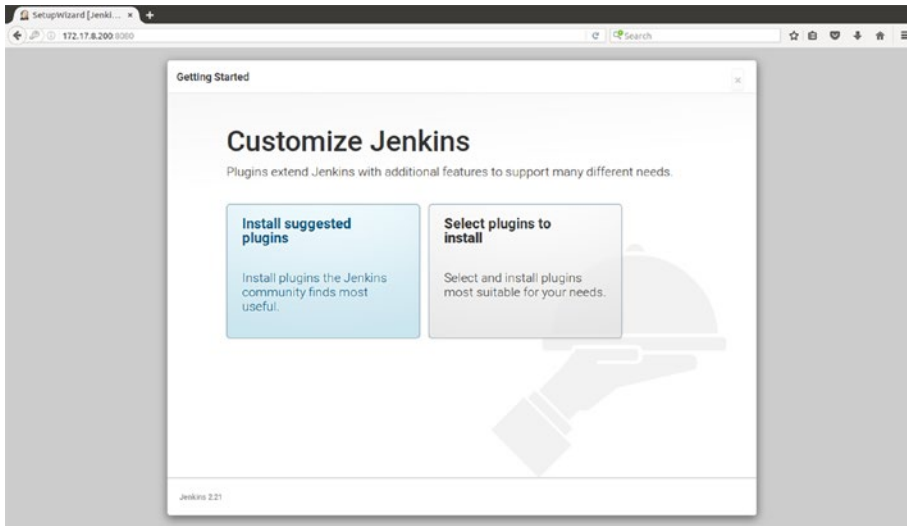 SetupWizard [Jenki...
172.17.8.200:8080
Search
Getting Started
Customize Jenkins
Plugins extend Jenkins with additional features to support many different needs.
Install suggested
plugins
Install plugins the Jenkins
community finds most
useful.
Select plugins to
install
Select and install plugins
most suitable for your needs.
Jenkins 2.21